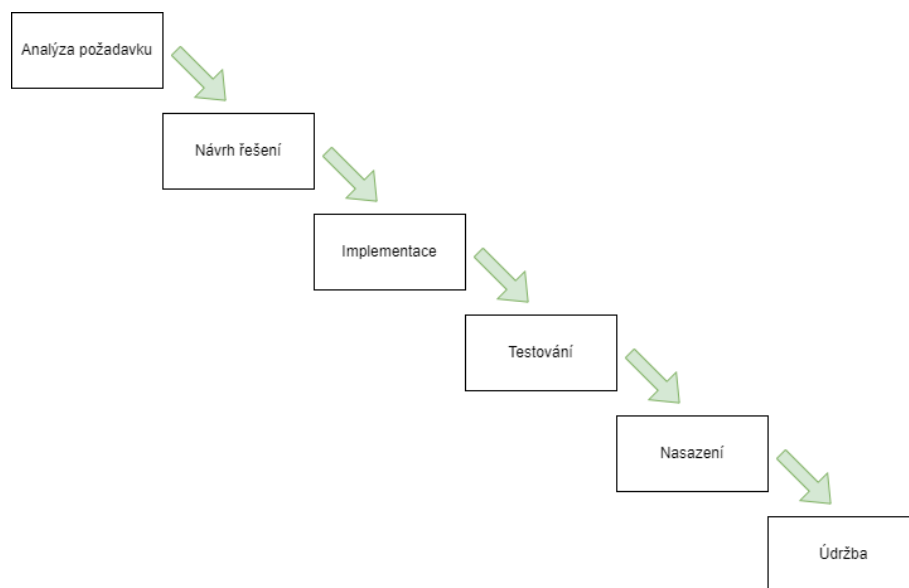 Analýza požadavku
Návrh řešení
Implementace
Testování
Nasazení
Údržba